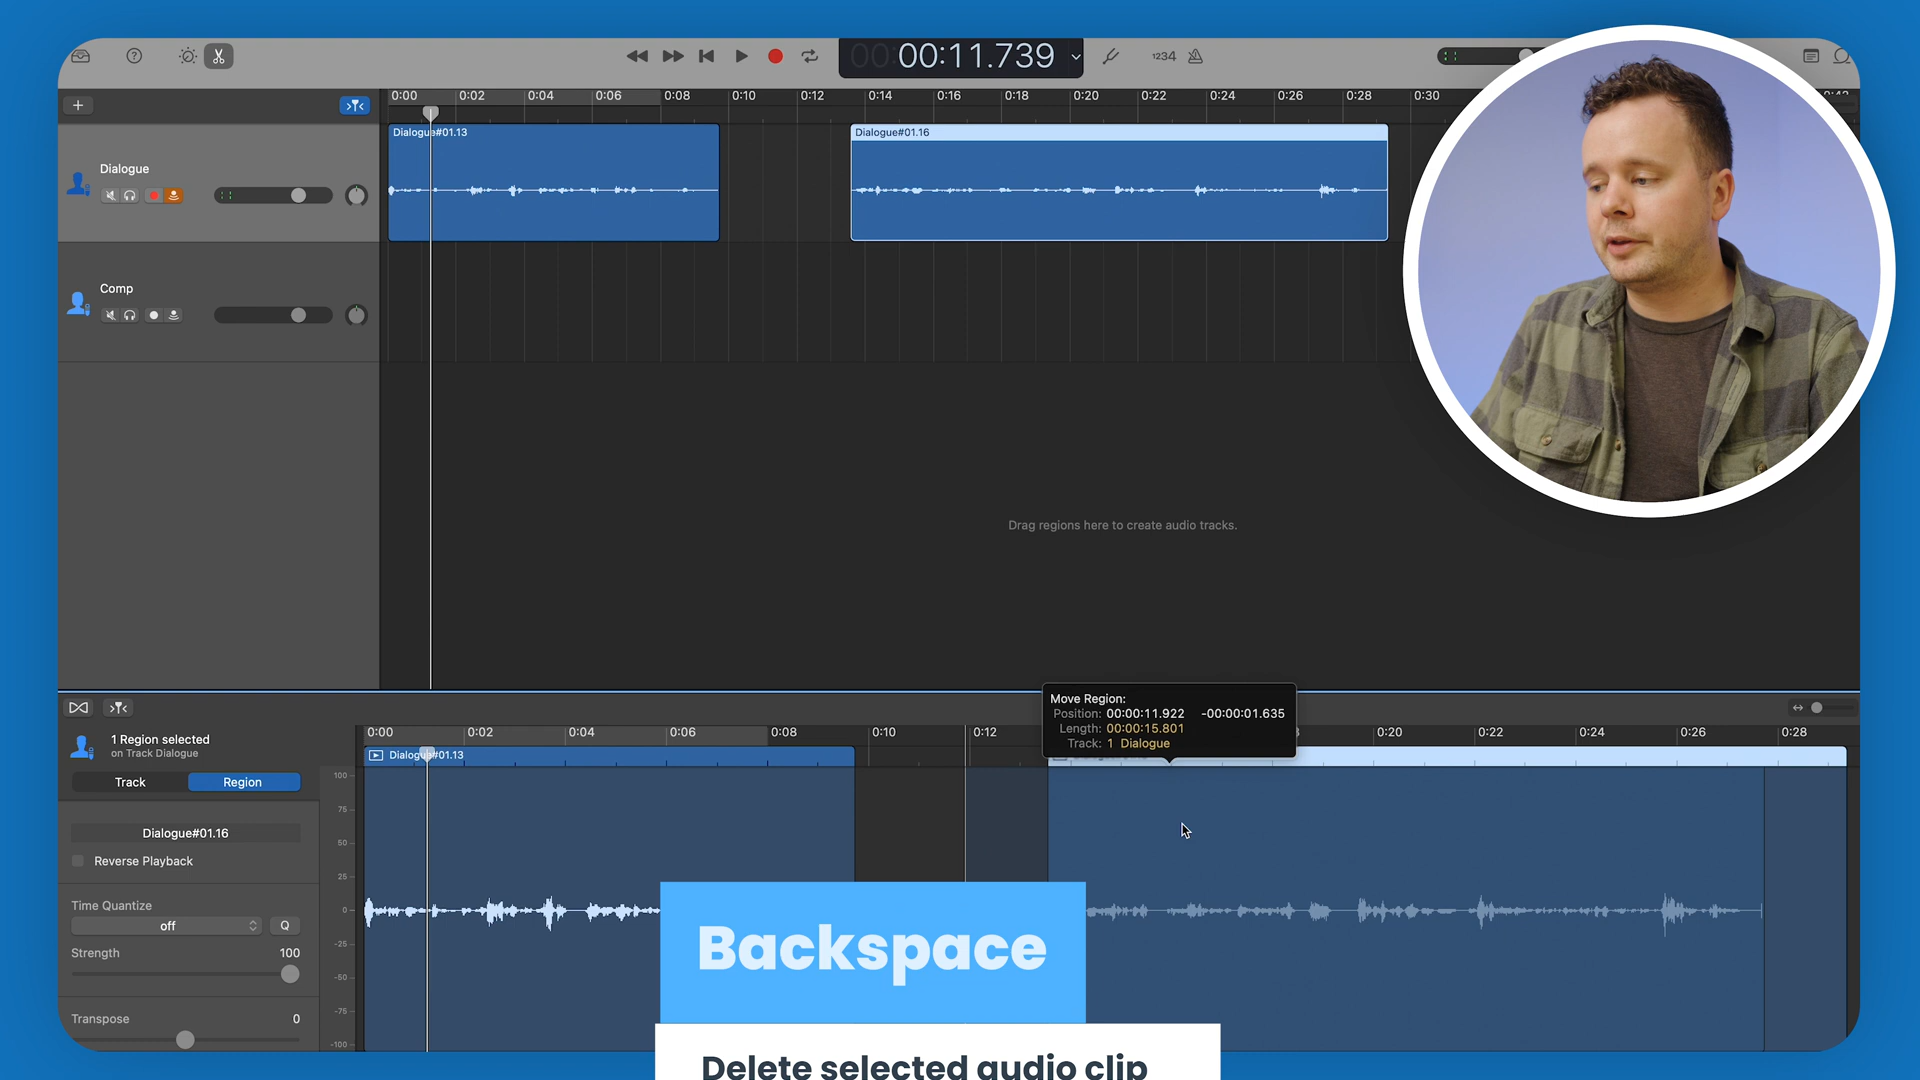 00:00:11.739
1234
0:00 0:02 0:04 0:06 0:08 0:10 0:12 0:14 0:16 0:18 0:20 0:22 0:24 0:26 0:28 0:30
Dialogue#01.13
Dialogue#01.16
Dialogue
Comp
Drag regions here to create audio tracks.
Move Region:
Position: 00:00:11.922 -00:00:01.635
Length: 00:00:15.801
Track: 1 Dialogue
0:00 0:02 0:04 0:06 0:08 0:10 0:12 0:20 0:22 0:24 0:26 0:28
1 Region selected
on Track Dialogue
Dialogue#01.13
Track Region
Dialogue#01.16
Reverse Playback
Time Quantize
off Q
Strength 100
Transpose 0
100
75
50
25
0
-25
-50
-75
-100
Backspace
Delete selected audio clip